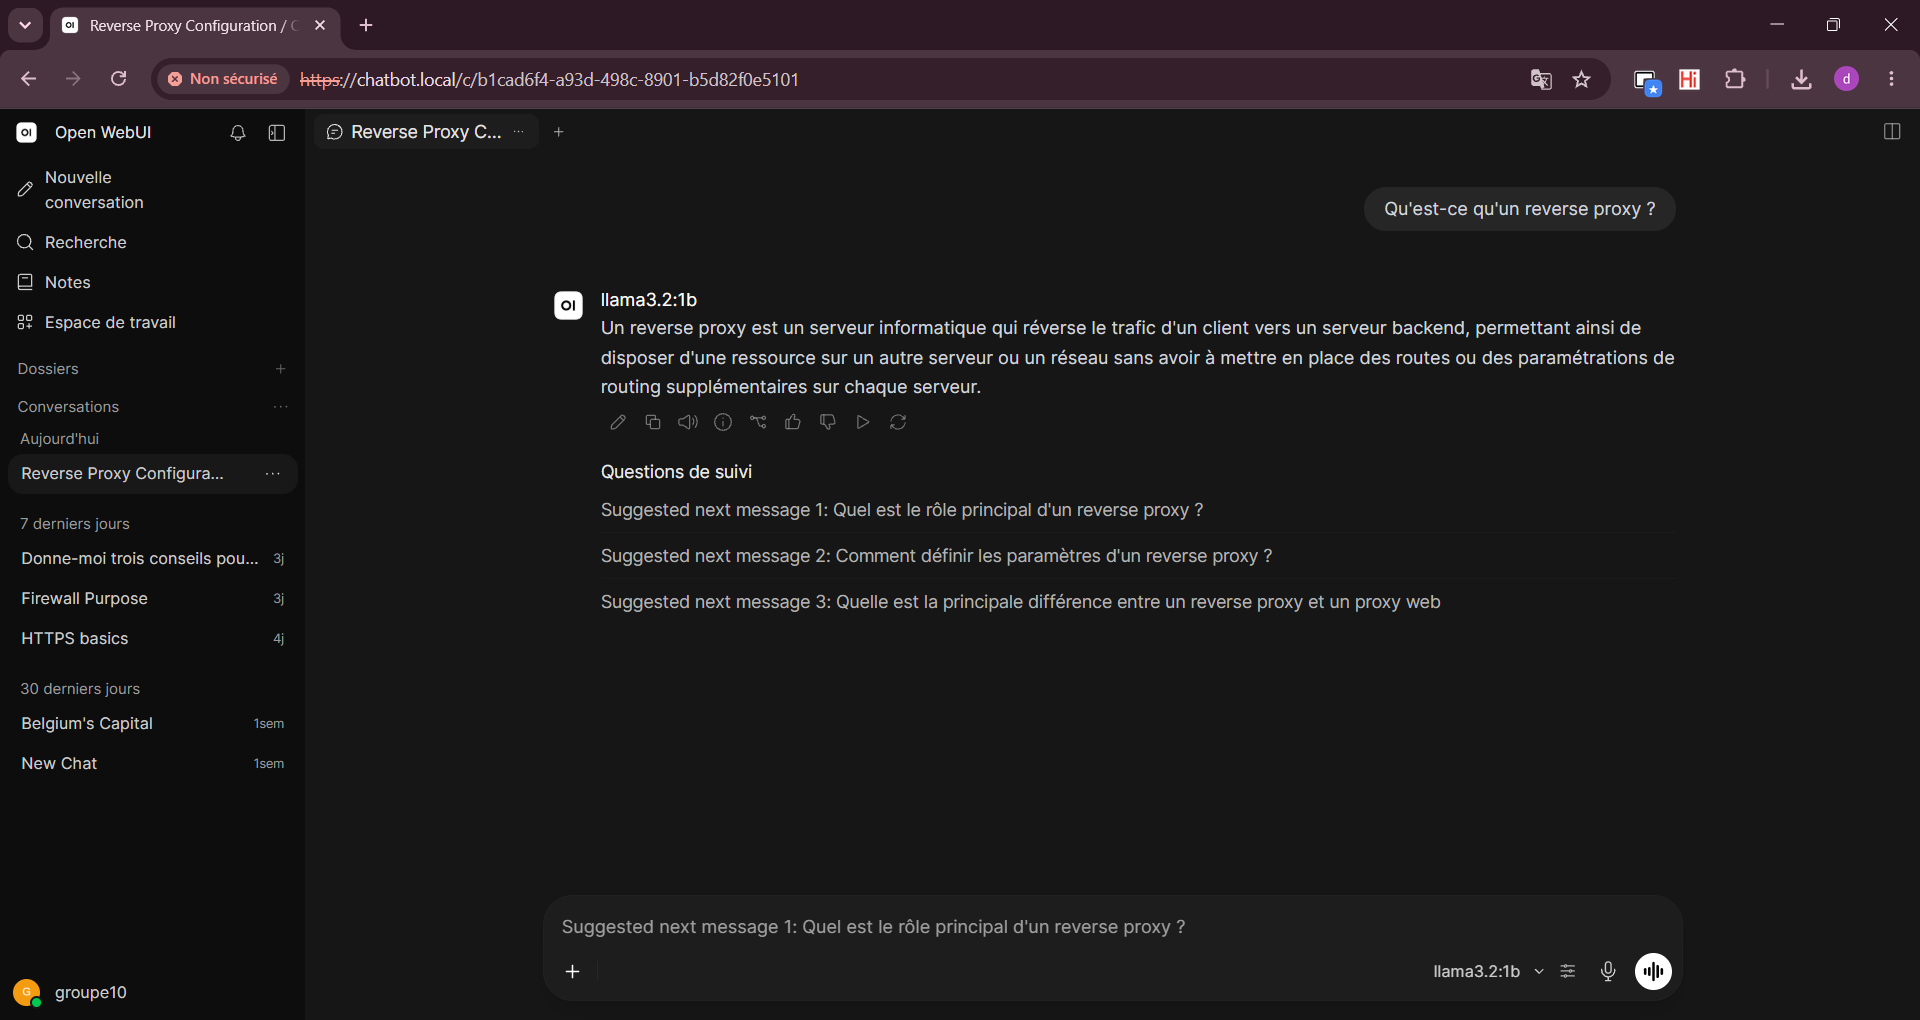 Reverse Proxy Configuration /
Non sécurisé
https://chatbot.local/c/b1cad6f4-a93d-498c-8901-b5d82f0e5101
Hi
d
OI
Open WebUI
Reverse Proxy C...
Nouvelle
conversation
Recherche
Notes
Espace de travail
Dossiers
Conversations
Aujourd'hui
Reverse Proxy Configura...
7 derniers jours
Donne-moi trois conseils pou... 3j
Firewall Purpose 3j
HTTPS basics 4j
30 derniers jours
Belgium's Capital 1sem
New Chat 1sem
G
groupe10
Qu'est-ce qu'un reverse proxy ?
OI
llama3.2:1b
Un reverse proxy est un serveur informatique qui réverse le trafic d'un client vers un serveur backend, permettant ainsi de
disposer d'une ressource sur un autre serveur ou un réseau sans avoir à mettre en place des routes ou des paramétrations de
routing supplémentaires sur chaque serveur.
Questions de suivi
Suggested next message 1: Quel est le rôle principal d'un reverse proxy ?
Suggested next message 2: Comment définir les paramètres d'un reverse proxy ?
Suggested next message 3: Quelle est la principale différence entre un reverse proxy et un proxy web
Suggested next message 1: Quel est le rôle principal d'un reverse proxy ?
llama3.2:1b